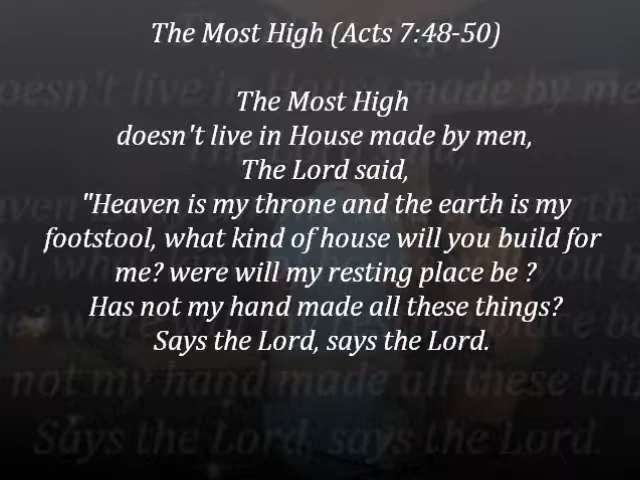 The Most High (Acts 7:48-50)
The Most High
doesn't live in House made by men,
The Lord said,
"Heaven is my throne and the earth is my
footstool, what kind of house will you build for
me? were will my resting place be ?
Has not my hand made all these things?
Says the Lord, says the Lord.